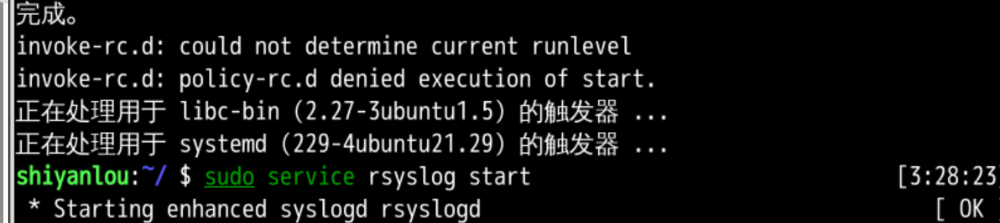 完成。
invoke-rc.d: could not determine current runlevel
invoke-rc.d: policy-rc.d denied execution of start.
正在处理用于 libc-bin (2.27-3ubuntu1.5) 的触发器 ...
正在处理用于 systemd (229-4ubuntu21.29) 的触发器 ...
shiyanlou:~/ $ sudo service rsyslog start [3:28:23]
 * Starting enhanced syslogd rsyslogd [ OK